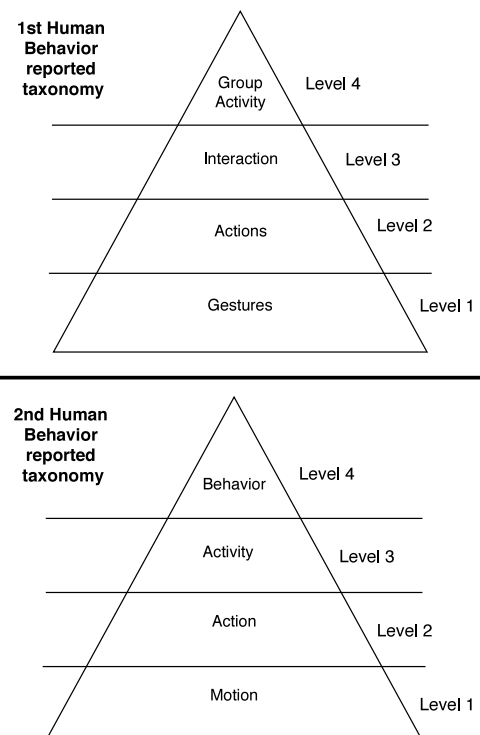 1st Human
Behavior
reported
taxonomy
Group
Activity
Level 4
Interaction
Level 3
Actions
Level 2
Gestures
Level 1
2nd Human
Behavior
reported
taxonomy
Behavior
Level 4
Activity
Level 3
Action
Level 2
Motion
Level 1